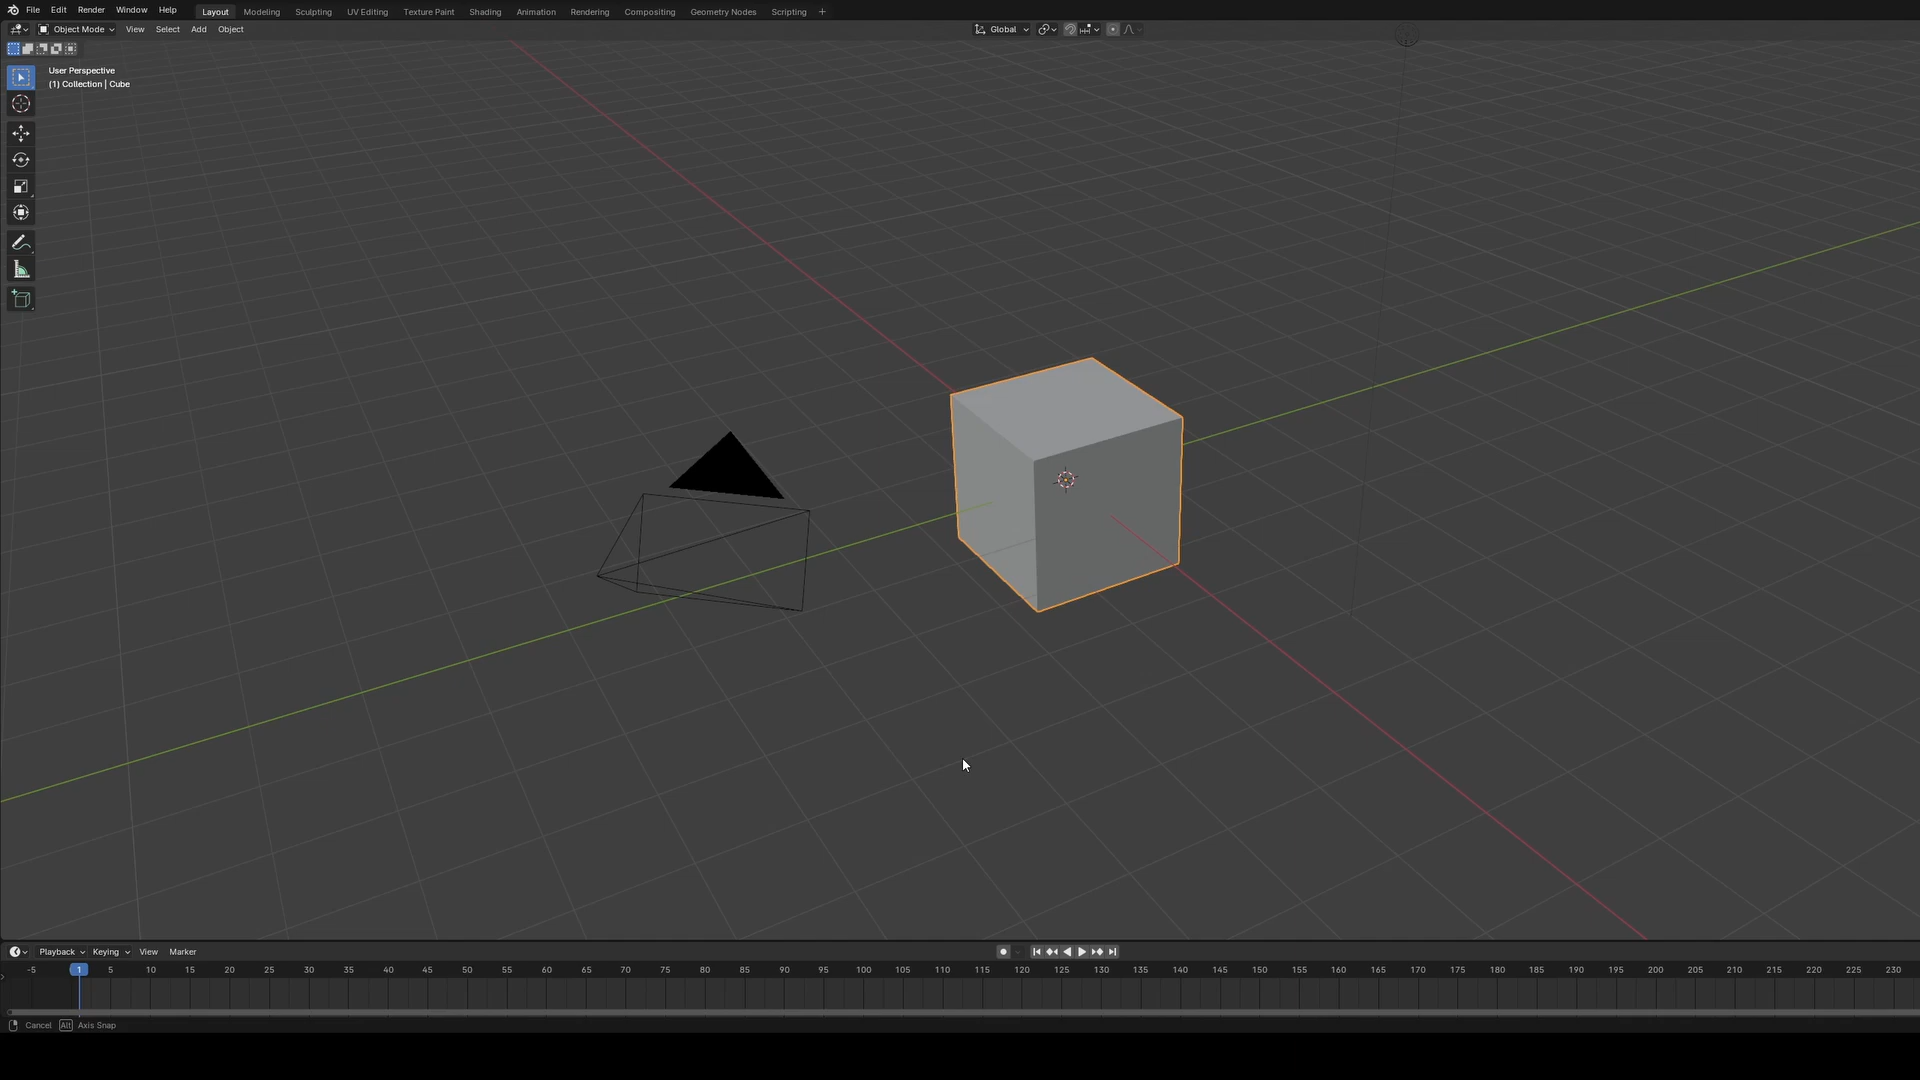 File Edit Render Window Help Layout Modeling Sculpting UV Editing Texture Paint Shading Animation Rendering Compositing Geometry Nodes Scripting +
Object Mode View Select Add Object Global
User Perspective
(1) Collection | Cube
Playback Keying View Marker
-5 1 5 10 15 20 25 30 35 40 45 50 55 60 65 70 75 80 85 90 95 100 105 110 115 120 125 130 135 140 145 150 155 160 165 170 175 180 185 190 195 200 205 210 215 220 225 230
Cancel Alt Axis Snap